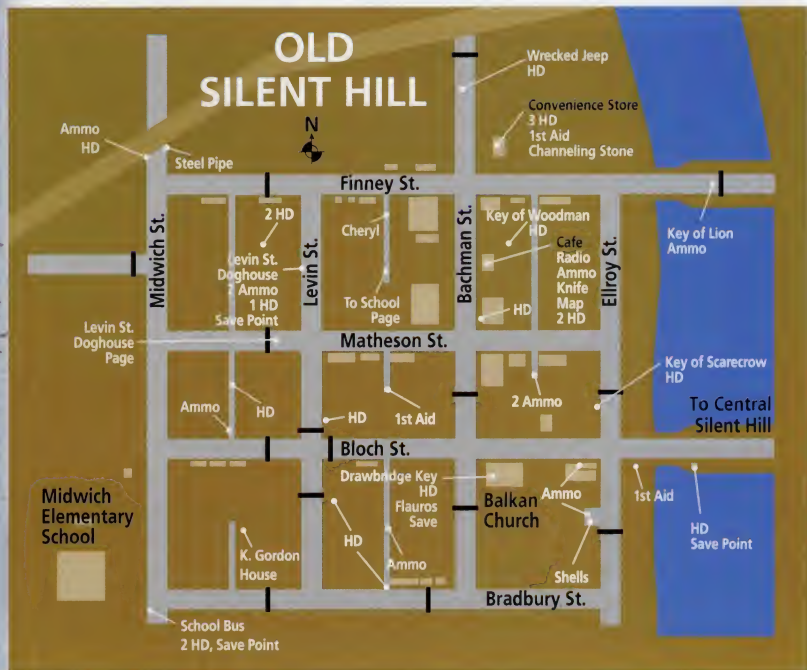 OLD
SILENT HILL
N
Wrecked Jeep
HD
Convenience Store
3 HD
1st Aid
Channeling Stone
Ammo
HD
Steel Pipe
Finney St.
Midwich St.
Levin St.
Bachman St.
Ellroy St.
2 HD
Cheryl
Key of Woodman
HD
Cafe
Radio
Ammo
Knife
Map
2 HD
Key of Lion
Ammo
Levin St.
Doghouse
2 Ammo
1 HD
Save Point
To School
Page
HD
Levin St.
Doghouse
Page
Matheson St.
Key of Scarecrow
HD
Ammo
HD
HD
1st Aid
2 Ammo
To Central
Silent Hill
Bloch St.
Midwich
Elementary
School
K. Gordon
House
HD
Drawbridge Key
HD
Flauros
Save
Ammo
Balkan
Church
Ammo
Shells
1st Aid
HD
Save Point
Bradbury St.
School Bus
2 HD, Save Point